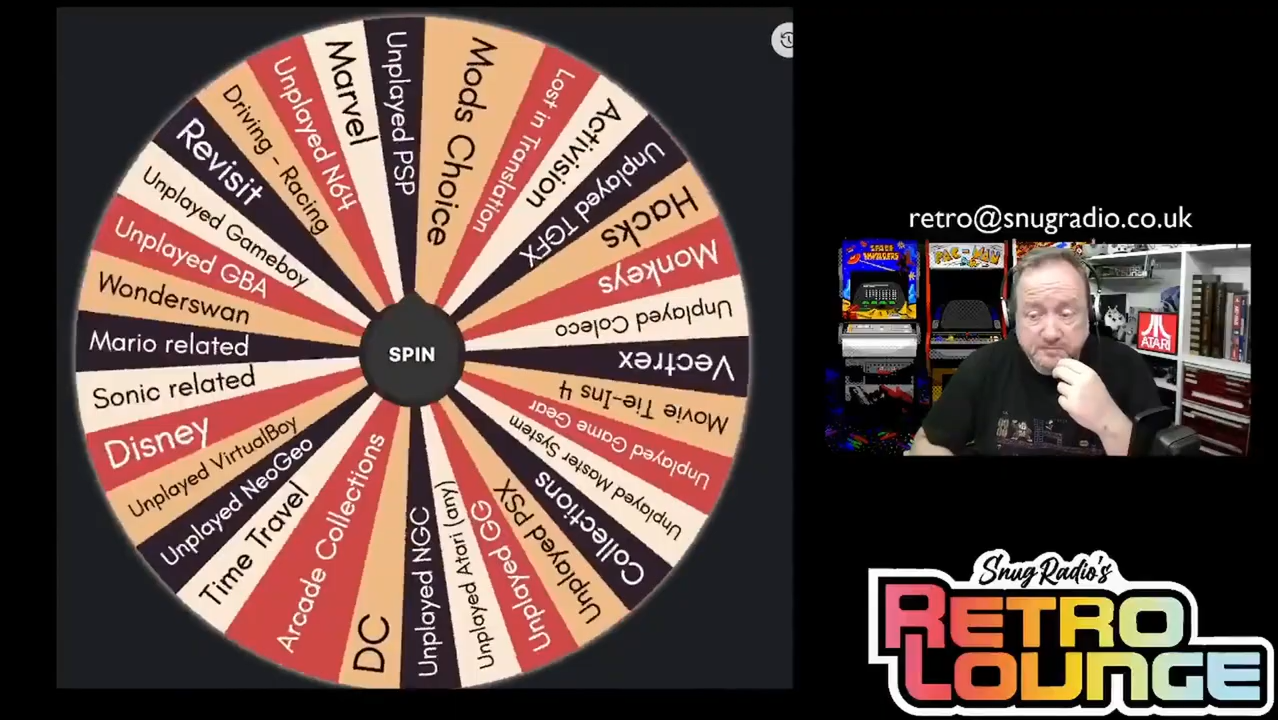 Mods Choice
Lost in Translation
Activision
Unplayed TGFX
Hacks
Monkeys
Unplayed Coleco
Vectrex
Movie Tie-Ins 4
Unplayed Game Gear
Unplayed Master System
Collections
Unplayed PSX
Unplayed GG
Unplayed Atari (any)
Unplayed NGC
DC
Arcade Collections
Time Travel
Unplayed NeoGeo
Unplayed VirtualBoy
Disney
Sonic related
Mario related
Wonderswan
Unplayed GBA
Unplayed Gameboy
Revisit
Driving - Racing
Unplayed N64
Marvel
Unplayed PSP
SPIN
retro@snugradio.co.uk
SPACE
INVADERS
PAC-MAN
ATARI
Snug Radio's
RETRO
LOUNGE